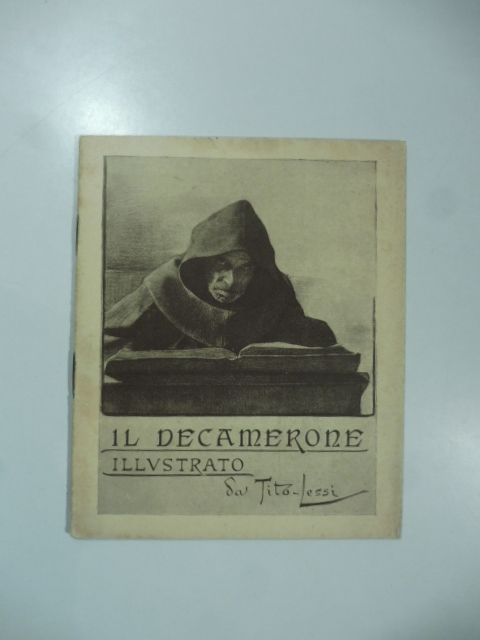 IL DECAMERONE
ILLVSTRATO
da Tito-Lessi